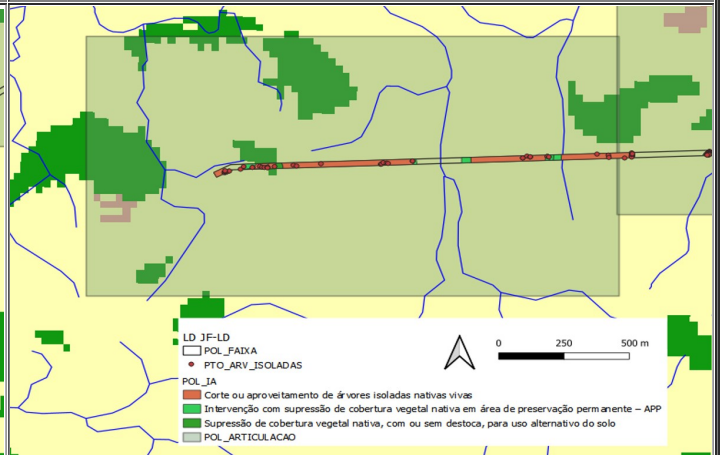 LD JF-LD
POL_FAIXA
PTO_ARV_ISOLADAS
POL_IA
Corte ou aproveitamento de árvores isoladas nativas vivas
Intervenção com supressão de cobertura vegetal nativa em área de preservação permanente – APP
Supressão de cobertura vegetal nativa, com ou sem destoca, para uso alternativo do solo
POL_ARTICULACAO
0 250 500 m